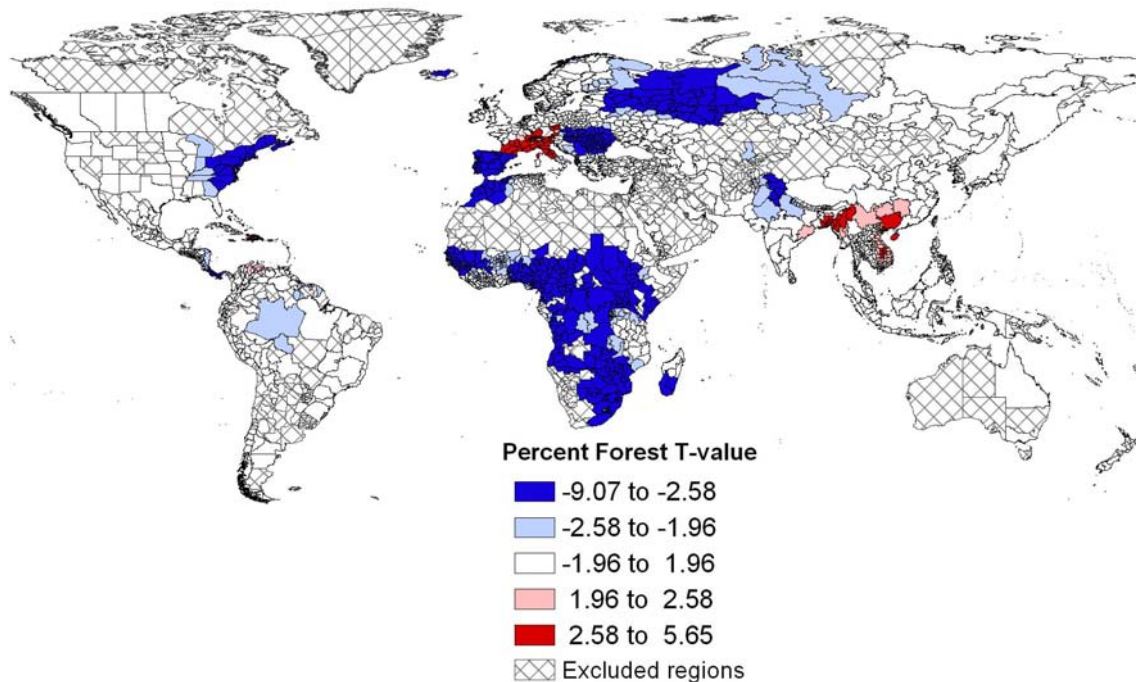 Percent Forest T-value
-9.07 to -2.58
-2.58 to -1.96
-1.96 to 1.96
1.96 to 2.58
2.58 to 5.65
Excluded regions